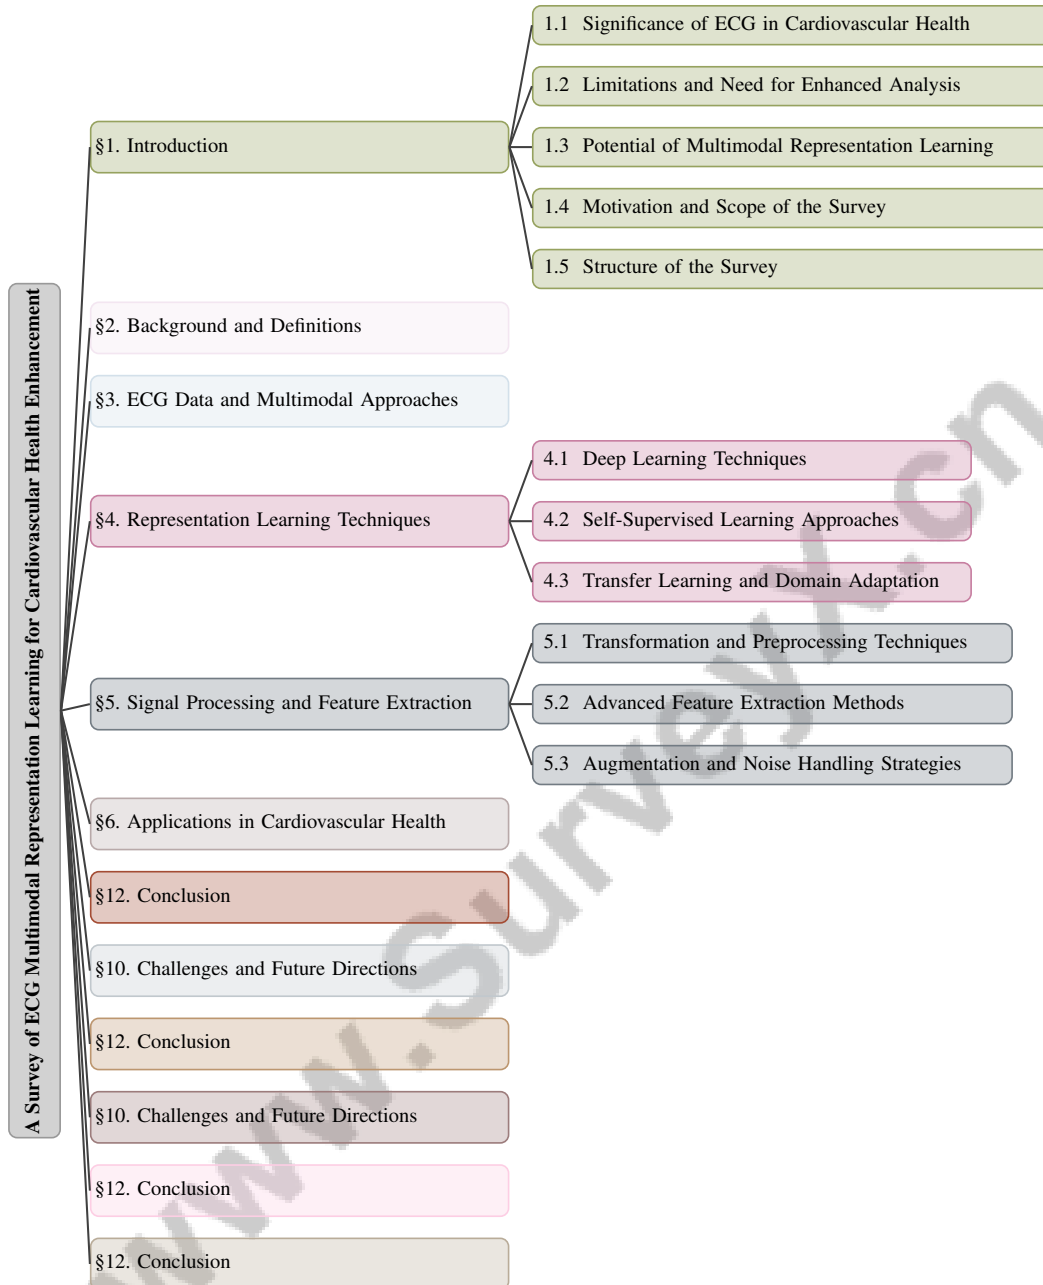 A Survey of ECG Multimodal Representation Learning for Cardiovascular Health Enhancement
§1. Introduction
1.1 Significance of ECG in Cardiovascular Health
1.2 Limitations and Need for Enhanced Analysis
1.3 Potential of Multimodal Representation Learning
1.4 Motivation and Scope of the Survey
1.5 Structure of the Survey
§2. Background and Definitions
§3. ECG Data and Multimodal Approaches
§4. Representation Learning Techniques
4.1 Deep Learning Techniques
4.2 Self-Supervised Learning Approaches
4.3 Transfer Learning and Domain Adaptation
§5. Signal Processing and Feature Extraction
5.1 Transformation and Preprocessing Techniques
5.2 Advanced Feature Extraction Methods
5.3 Augmentation and Noise Handling Strategies
§6. Applications in Cardiovascular Health
§12. Conclusion
§10. Challenges and Future Directions
§12. Conclusion
§10. Challenges and Future Directions
§12. Conclusion
§12. Conclusion
www.Surveyx.cn